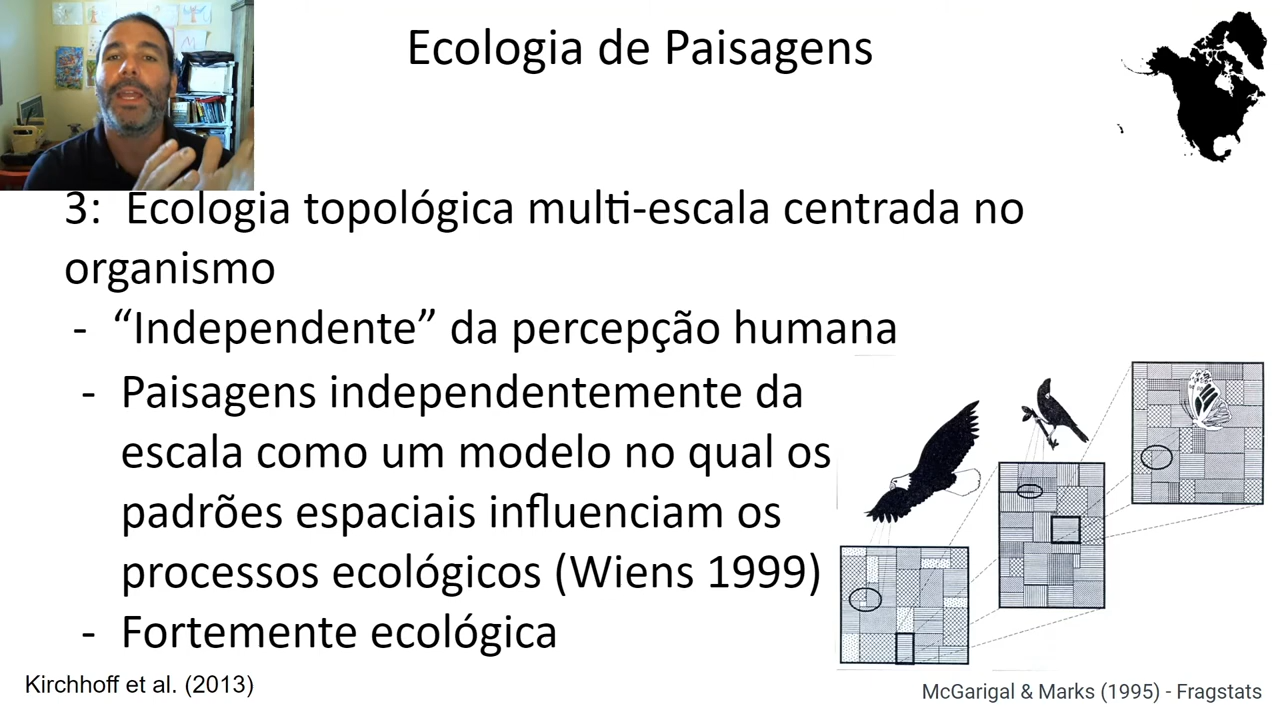 Ecologia de Paisagens
3: Ecologia topológica multi-escala centrada no
organismo
- “Independente” da percepção humana
- Paisagens independentemente da
escala como um modelo no qual os
padrões espaciais influenciam os
processos ecológicos (Wiens 1999)
- Fortemente ecológica
Kirchhoff et al. (2013)
McGarigal & Marks (1995) - Fragstats